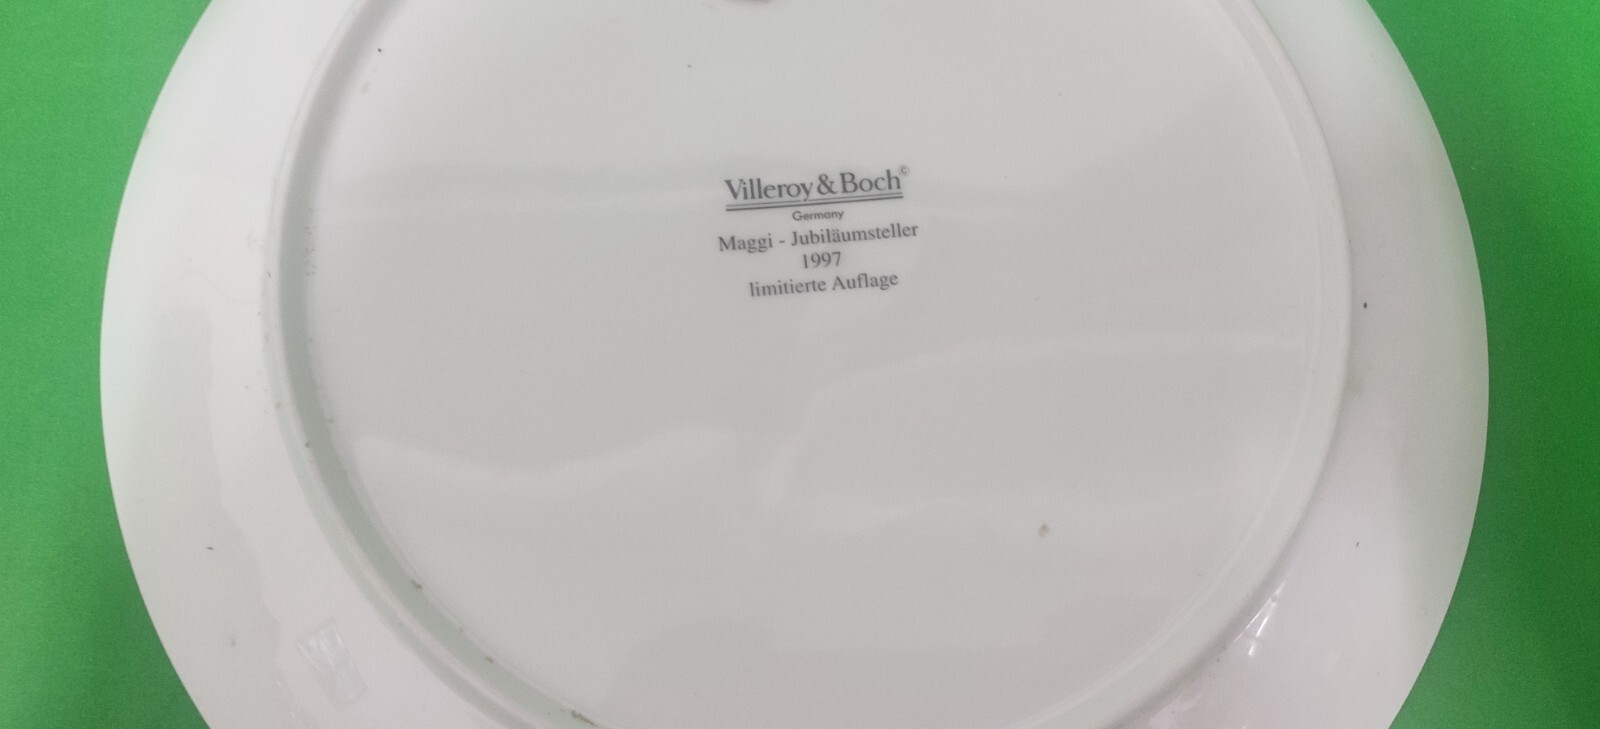 Villeroy & Boch©
Germany
Maggi - Jubiläumsteller
1997
limitierte Auflage